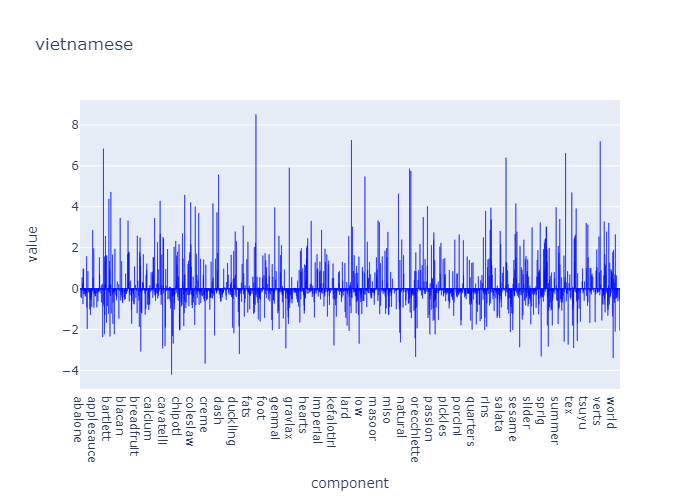 vietnamese
8
6
4
2
0
−2
−4
value
abalone
applesauce
bartlett
blacan
breadfruit
calcium
cavatelli
chipotl
coleslaw
creme
dash
duckling
fats
foot
genmai
gravlax
hearts
imperial
kefalotiri
lard
low
masoor
miso
natural
orecchiette
passion
pickles
porcini
quarters
rins
salata
sesame
slider
sprig
summer
tex
tsuyu
verts
world
component